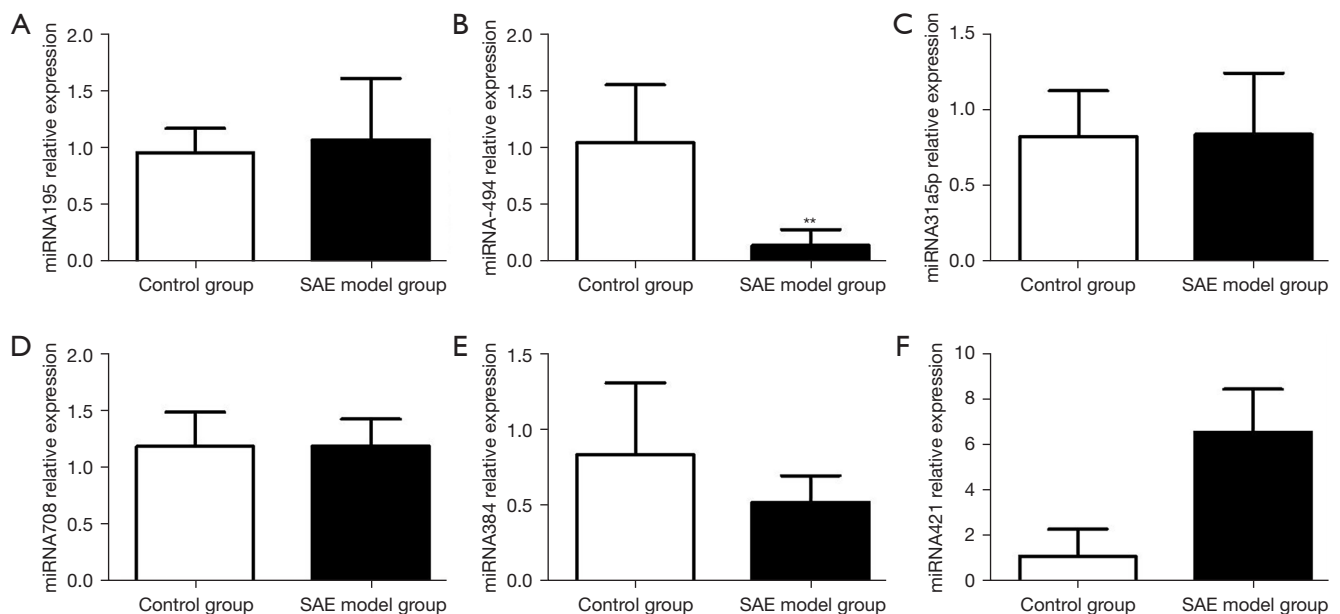 A
miRNA195 relative expression
2.0
1.5
1.0
0.5
0.0
Control group
SAE model group
B
miRNA-494 relative expression
2.0
1.5
1.0
0.5
0.0
**
Control group
SAE model group
C
miRNA31a5p relative expression
1.5
1.0
0.5
0.0
Control group
SAE model group
D
miRNA708 relative expression
2.0
1.5
1.0
0.5
0.0
Control group
SAE model group
E
miRNA384 relative expression
1.5
1.0
0.5
0.0
Control group
SAE model group
F
miRNA421 relative expression
10
8
6
4
2
0
Control group
SAE model group